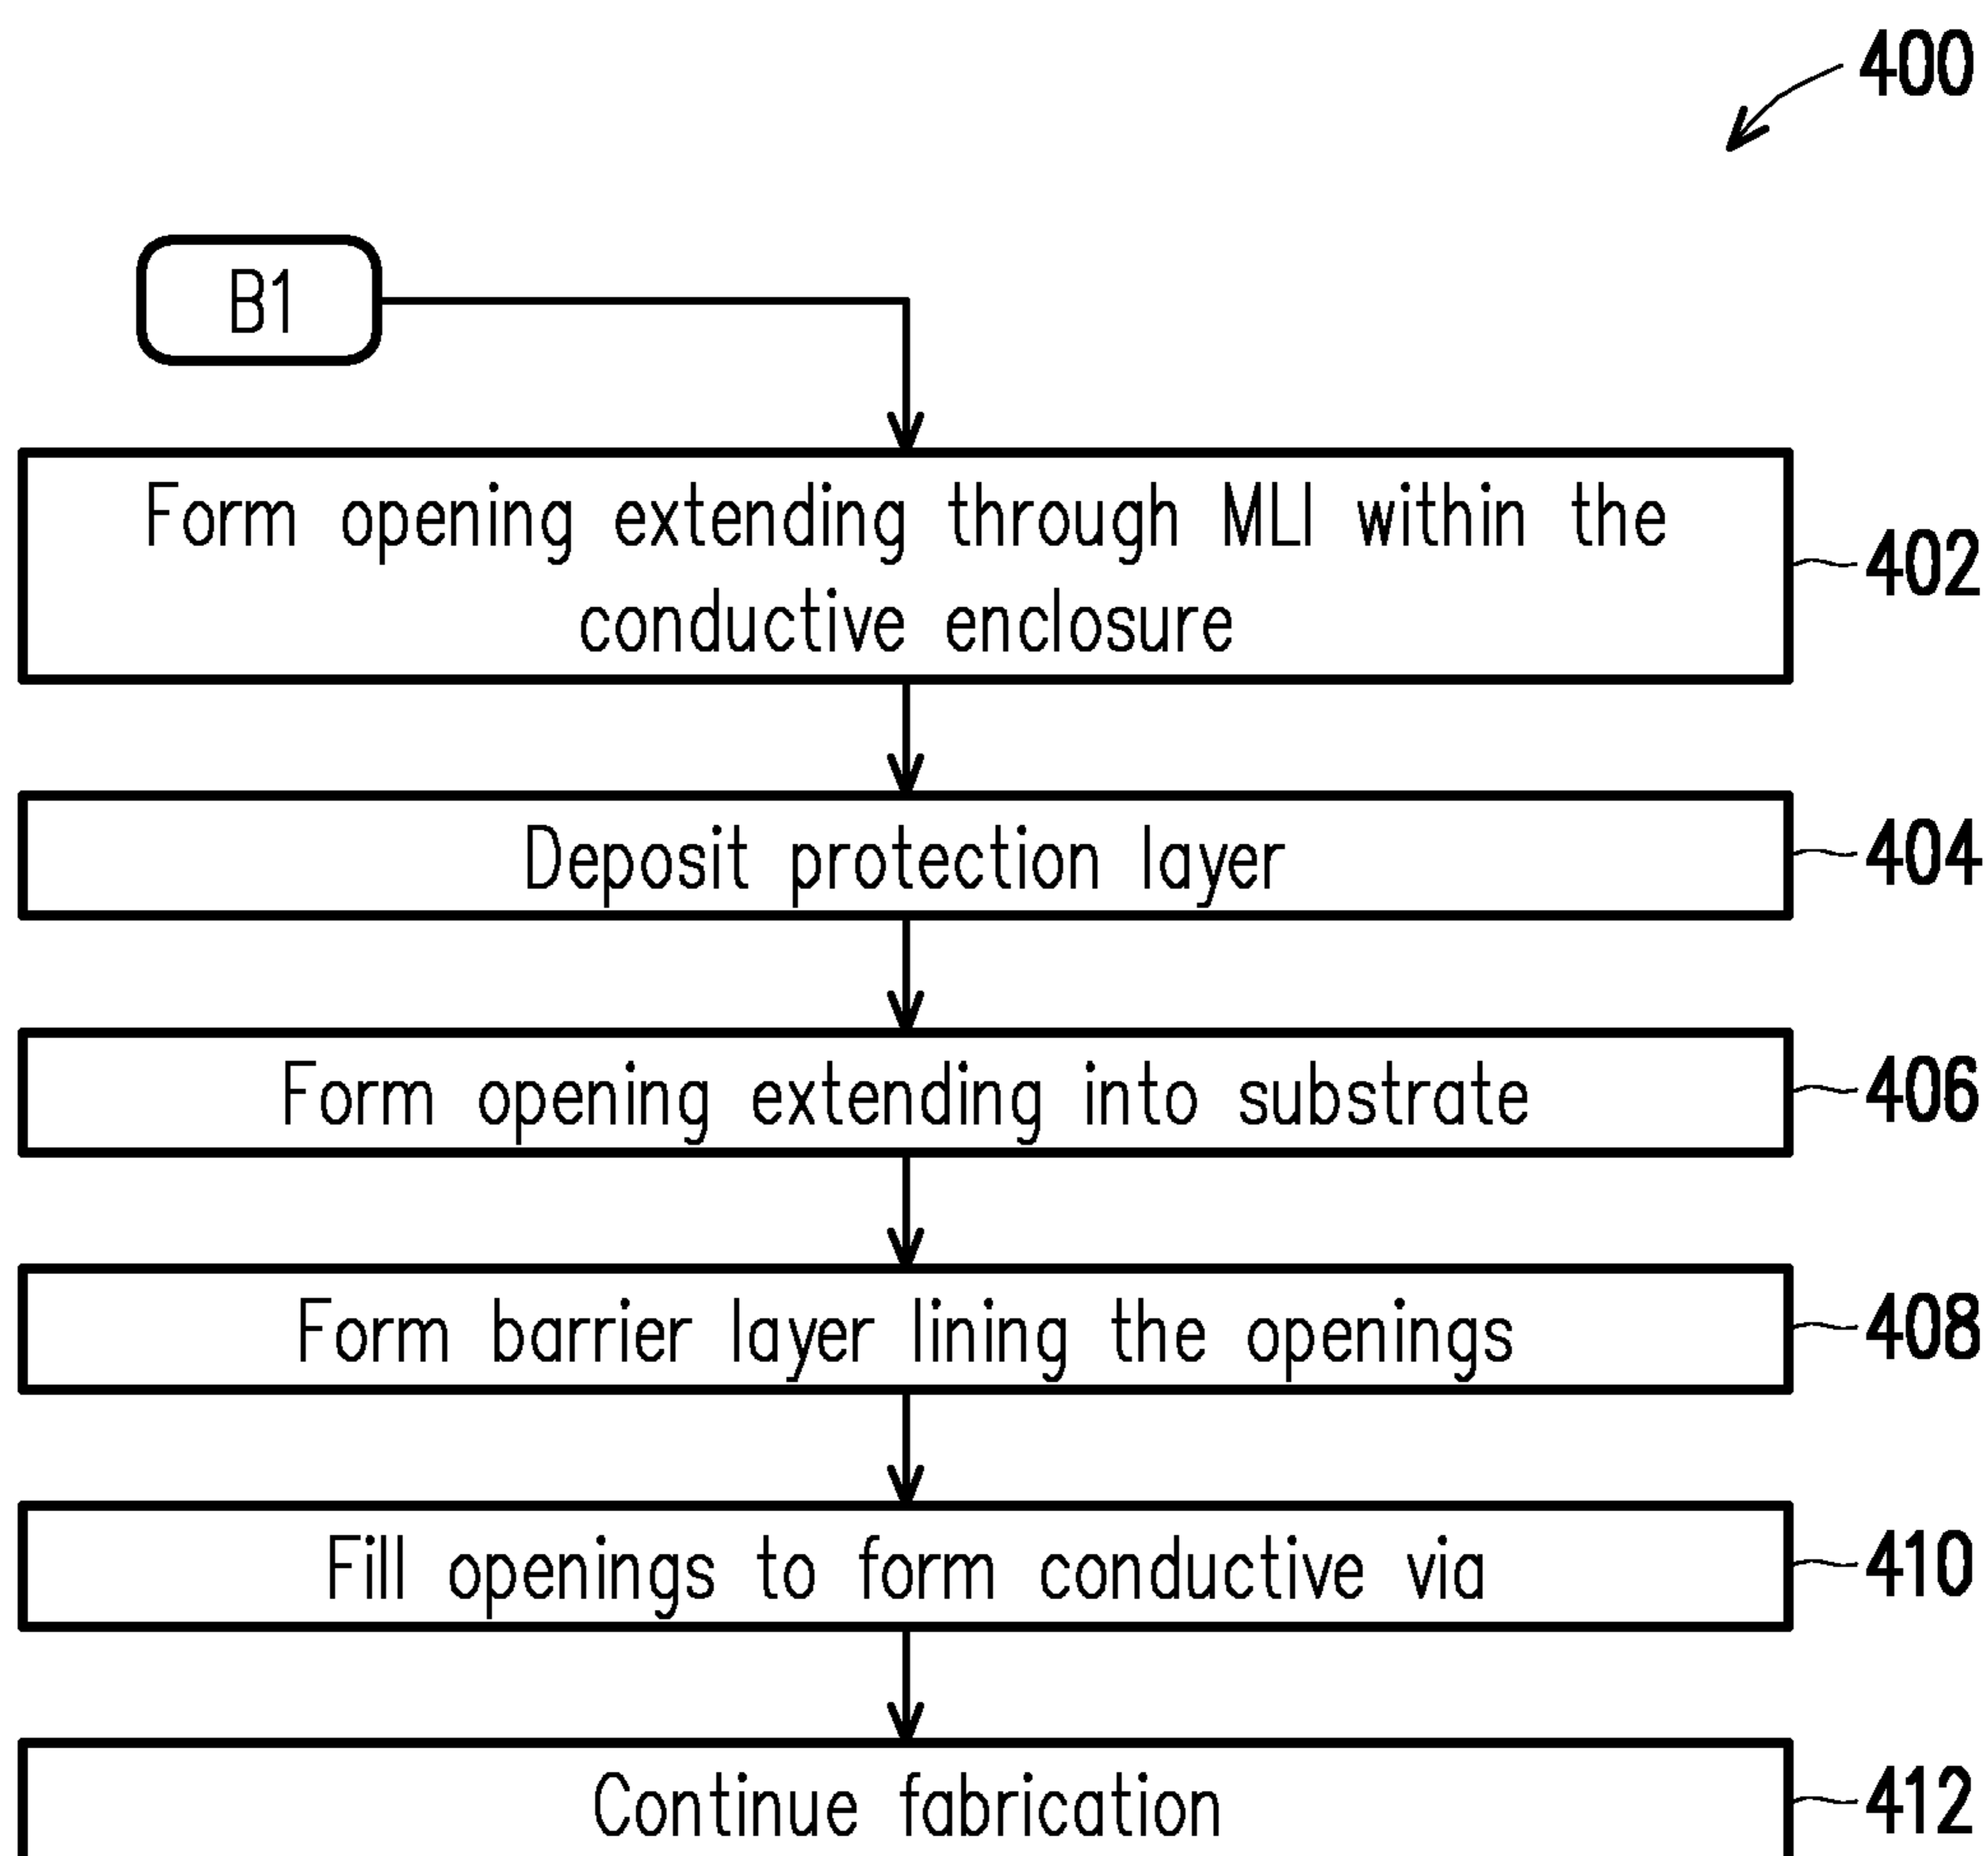 400
B1
Form opening extending through MLI within the
conductive enclosure
402
Deposit protection layer
404
Form opening extending into substrate
406
Form barrier layer lining the openings
408
Fill openings to form conductive via
410
Continue fabrication
412